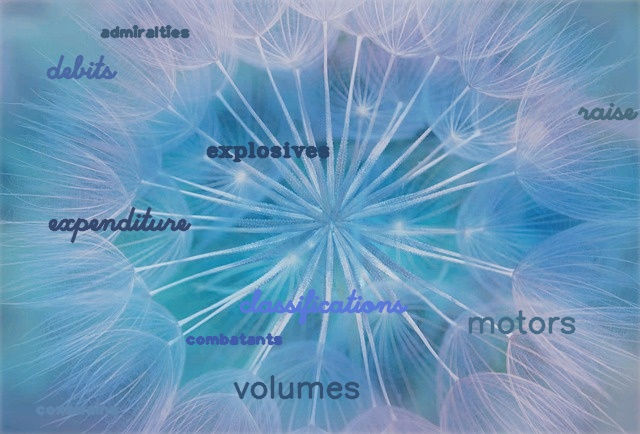 admiralties
debits
raise
explosives
expenditure
classifications
motors
combatants
volumes